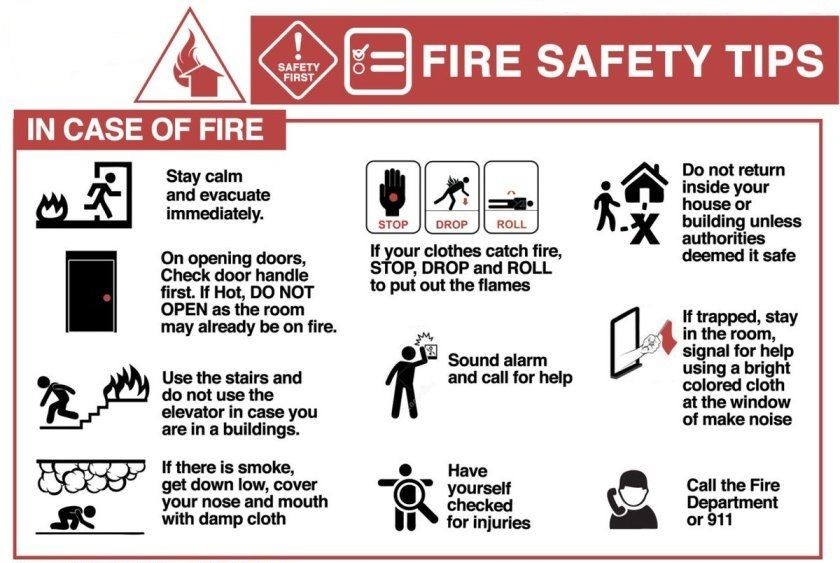 SAFETY
FIRST
FIRE SAFETY TIPS
IN CASE OF FIRE
Stay calm
and evacuate
immediately.
On opening doors,
Check door handle
first. If Hot, DO NOT
OPEN as the room
may already be on fire.
Use the stairs and
do not use the
elevator in case you
are in a buildings.
If there is smoke,
get down low, cover
your nose and mouth
with damp cloth
STOP DROP ROLL
If your clothes catch fire,
STOP, DROP and ROLL
to put out the flames
Sound alarm
and call for help
Have
yourself
checked
for injuries
Do not return
inside your
house or
building unless
authorities
deemed it safe
If trapped, stay
in the room,
signal for help
using a bright
colored cloth
at the window
of make noise
Call the Fire
Department
or 911